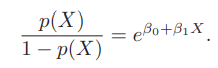 p(X) / 1 − p(X) = e^{β₀+β₁X}.